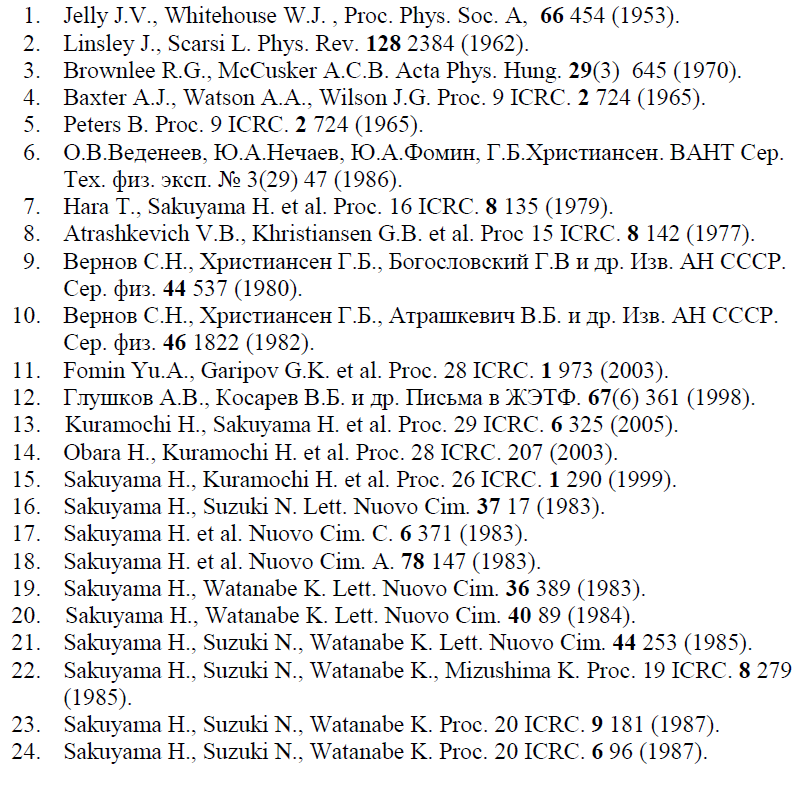 1. Jelly J.V., Whitehouse W.J. , Proc. Phys. Soc. A, 66 454 (1953).
2. Linsley J., Scarsi L. Phys. Rev. 128 2384 (1962).
3. Brownlee R.G., McCusker A.C.B. Acta Phys. Hung. 29(3) 645 (1970).
4. Baxter A.J., Watson A.A., Wilson J.G. Proc. 9 ICRC. 2 724 (1965).
5. Peters B. Proc. 9 ICRC. 2 724 (1965).
6. О.В.Веденеев, Ю.А.Нечаев, Ю.А.Фомин, Г.Б.Христиансен. ВАНТ Сер.
Тех. физ. эксп. № 3(29) 47 (1986).
7. Hara T., Sakuyama H. et al. Proc. 16 ICRC. 8 135 (1979).
8. Atrashkevich V.B., Khristiansen G.B. et al. Proc 15 ICRC. 8 142 (1977).
9. Вернов С.Н., Христиансен Г.Б., Богословский Г.В и др. Изв. АН СССР.
Сер. физ. 44 537 (1980).
10. Вернов С.Н., Христиансен Г.Б., Атрашкевич В.Б. и др. Изв. АН СССР.
Сер. физ. 46 1822 (1982).
11. Fomin Yu.A., Garipov G.K. et al. Proc. 28 ICRC. 1 973 (2003).
12. Глушков А.В., Косарев В.Б. и др. Письма в ЖЭТФ. 67(6) 361 (1998).
13. Kuramochi H., Sakuyama H. et al. Proc. 29 ICRC. 6 325 (2005).
14. Obara H., Kuramochi H. et al. Proc. 28 ICRC. 207 (2003).
15. Sakuyama H., Kuramochi H. et al. Proc. 26 ICRC. 1 290 (1999).
16. Sakuyama H., Suzuki N. Lett. Nuovo Cim. 37 17 (1983).
17. Sakuyama H. et al. Nuovo Cim. C. 6 371 (1983).
18. Sakuyama H. et al. Nuovo Cim. A. 78 147 (1983).
19. Sakuyama H., Watanabe K. Lett. Nuovo Cim. 36 389 (1983).
20. Sakuyama H., Watanabe K. Lett. Nuovo Cim. 40 89 (1984).
21. Sakuyama H., Suzuki N., Watanabe K. Lett. Nuovo Cim. 44 253 (1985).
22. Sakuyama H., Suzuki N., Watanabe K., Mizushima K. Proc. 19 ICRC. 8 279
(1985).
23. Sakuyama H., Suzuki N., Watanabe K. Proc. 20 ICRC. 9 181 (1987).
24. Sakuyama H., Suzuki N., Watanabe K. Proc. 20 ICRC. 6 96 (1987).